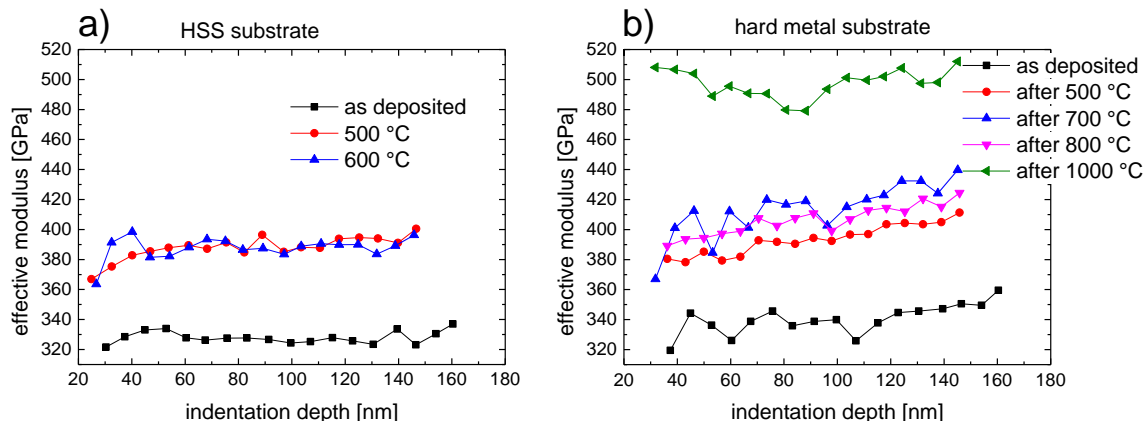 a)
HSS substrate
520
500
480
460
440
420
400
380
360
340
320
effective modulus [GPa]
as deposited
500 °C
600 °C
20 40 60 80 100 120 140 160 180
indentation depth [nm]
b)
hard metal substrate
520
500
480
460
440
420
400
380
360
340
320
effective modulus [GPa]
as deposited
after 500 °C
after 700 °C
after 800 °C
after 1000 °C
20 40 60 80 100 120 140 160 180
indentation depth [nm]